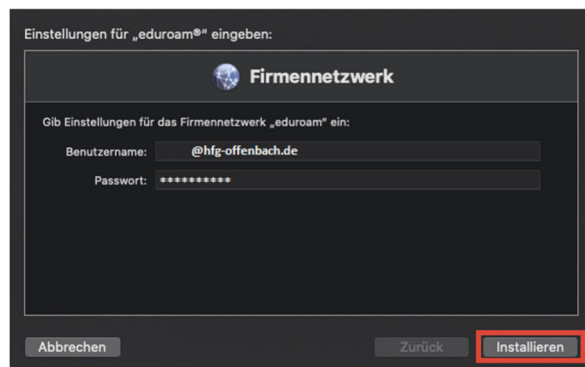 Einstellungen für „eduroam®“ eingeben:
Firmennetzwerk
Gib Einstellungen für das Firmennetzwerk „eduroam“ ein:
Benutzername: @hfg-offenbach.de
Passwort: **********
Abbrechen Zurück Installieren